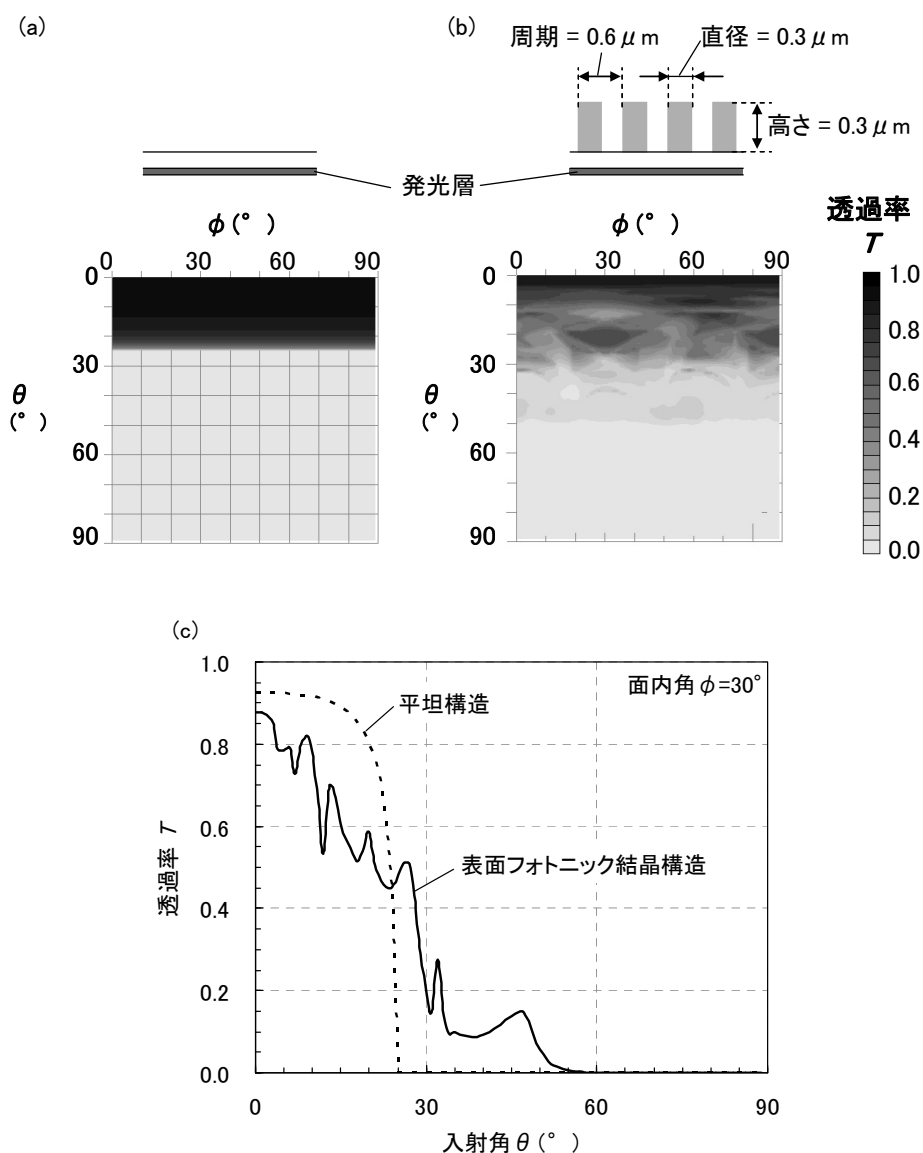 (a)
(b)
周期 = 0.6 μm
直径 = 0.3 μm
高さ = 0.3 μm
発光層
φ(°)
0 30 60 90
θ
(°)
0
30
60
90
φ(°)
0 30 60 90
θ
(°)
0
30
60
90
透過率
T
1.0
0.8
0.6
0.4
0.2
0.0
(c)
透過率 T
1.0
0.8
0.6
0.4
0.2
0.0
面内角φ=30°
平坦構造
表面フォトニック結晶構造
0 30 60 90
入射角θ(°)